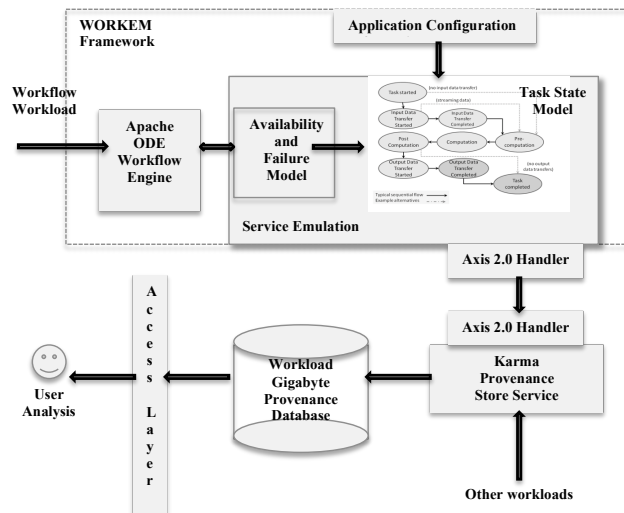 WORKEM
Framework
Application Configuration
Workflow
Workload
Apache
ODE
Workflow
Engine
Availability
and
Failure
Model
Task State
Model
Task started
(no input data transfer)
(streaming data)
Input Data
Transfer
Started
Input Data
Transfer
Completed
Post
Computation
Computation
Pre-
computation
Output Data
Transfer
Started
Output Data
Transfer
Completed
(no output
data transfers)
Task
completed
Typical sequential flow
Example alternatives
Service Emulation
Axis 2.0 Handler
Axis 2.0 Handler
Karma
Provenance
Store Service
Workload
Gigabyte
Provenance
Database
Access
Layer
User
Analysis
Other workloads